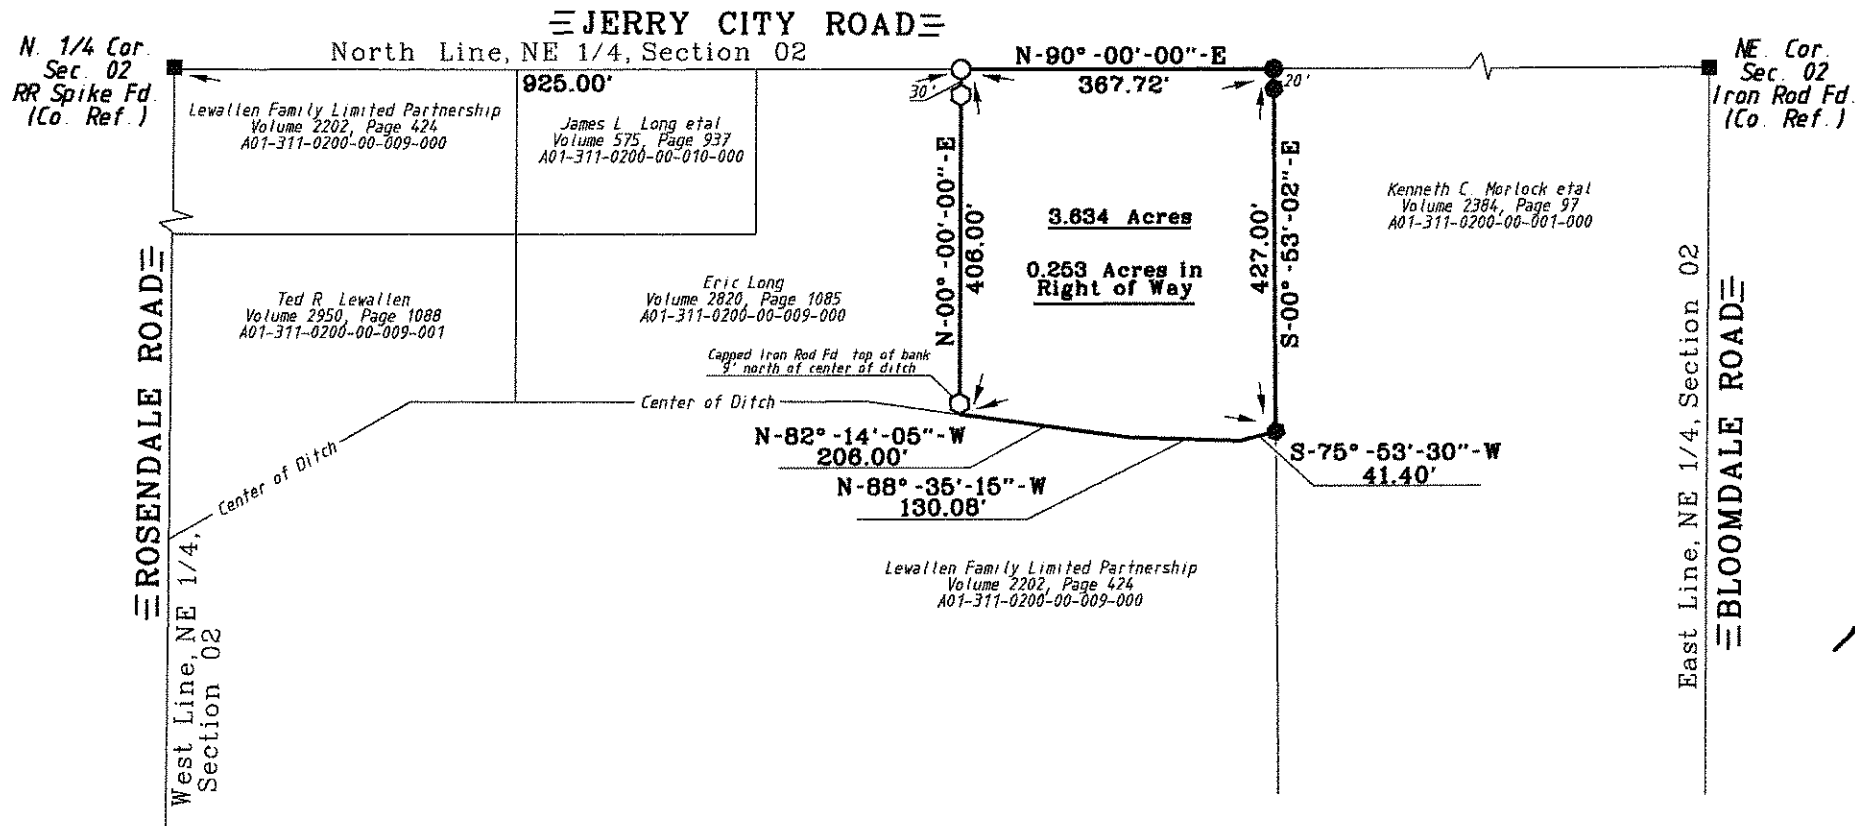 JERRY CITY ROAD
North Line, NE 1/4, Section 02
N. 1/4 Cor.
Sec. 02
RR Spike Fd.
(Co. Ref.)
925.00'
N-90°-00'-00"-E
367.72'
30'
20'
NE. Cor.
Sec. 02
Iron Rod Fd.
(Co. Ref.)
Lewallen Family Limited Partnership
Volume 2202, Page 424
A01-311-0200-00-009-000
James L. Long etal
Volume 575, Page 937
A01-311-0200-00-010-000
N-00°-00'-00"-E
406.00'
3.634 Acres
0.253 Acres in
Right of Way
427.00'
S-00°-53'-02"-E
Kenneth C. Morlock etal
Volume 2384, Page 97
A01-311-0200-00-001-000
ROSENDALE ROAD
Ted R. Lewallen
Volume 2950, Page 1088
A01-311-0200-00-009-001
Eric Long
Volume 2820, Page 1085
A01-311-0200-00-009-000
Capped Iron Rod Fd. top of bank
9' north of center of ditch
Center of Ditch
Center of Ditch
N-82°-14'-05"-W
206.00'
N-88°-35'-15"-W
130.08'
S-75°-53'-30"-W
41.40'
Lewallen Family Limited Partnership
Volume 2202, Page 424
A01-311-0200-00-009-000
West Line, NE 1/4,
Section 02
East Line, NE 1/4, Section 02
BLOOMDALE ROAD